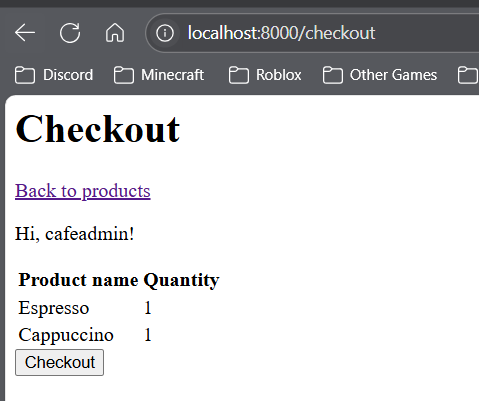 localhost:8000/checkout
Discord Minecraft Roblox Other Games
Checkout
Back to products
Hi, cafeadmin!
Product name Quantity
Espresso 1
Cappuccino 1
Checkout